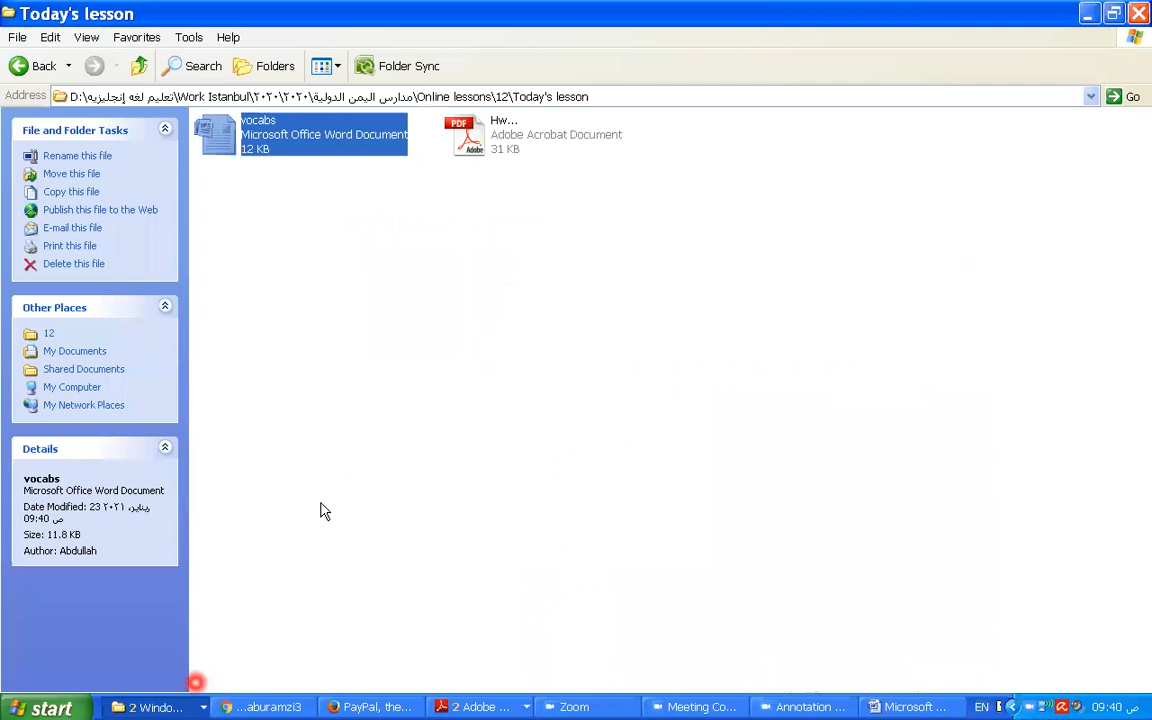 Today's lesson
File Edit View Favorites Tools Help
Back Search Folders Folder Sync
Address D:\تعليم لغه إنجليزيه\Work Istanbul\٢٠٢٠\٢٠٢٠\مدارس اليمن الدولية\Online lessons\12\Today's lesson Go
File and Folder Tasks
Rename this file
Move this file
Copy this file
Publish this file to the Web
E-mail this file
Print this file
Delete this file
Other Places
12
My Documents
Shared Documents
My Computer
My Network Places
Details
vocabs
Microsoft Office Word Document
Date Modified: 23 يناير، ٢٠٢١
09:40 ص
Size: 11.8 KB
Author: Abdullah
vocabs
Microsoft Office Word Document
12 KB
PDF
Adobe
Hw...
Adobe Acrobat Document
31 KB
start 2 Windo... ...aburamzi3 PayPal, the... 2 Adobe ... Zoom Meeting Co... Annotation ... Microsoft ... EN 09:40 ص